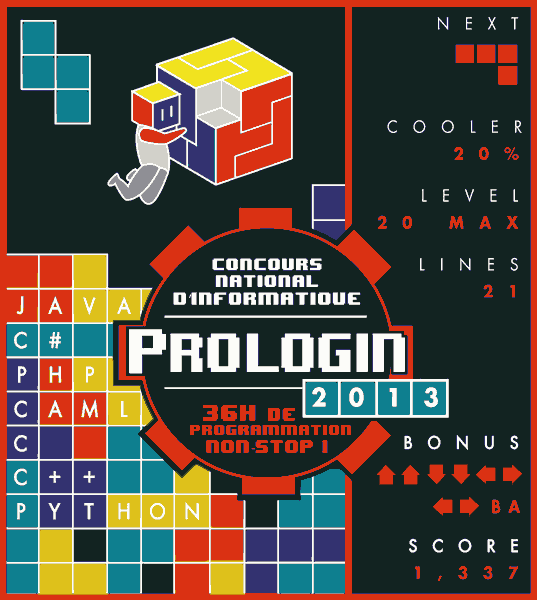 NEXT
COOLER
20%
LEVEL
20 MAX
LINES
21
CONCOURS
NATIONAL
D'INFORMATIQUE
PROLOGIN
2013
36H DE
PROGRAMMATION
NON-STOP !
JAVA
C#
PHP
CAML
C
C++
PYTHON
BONUS
BA
SCORE
1,337